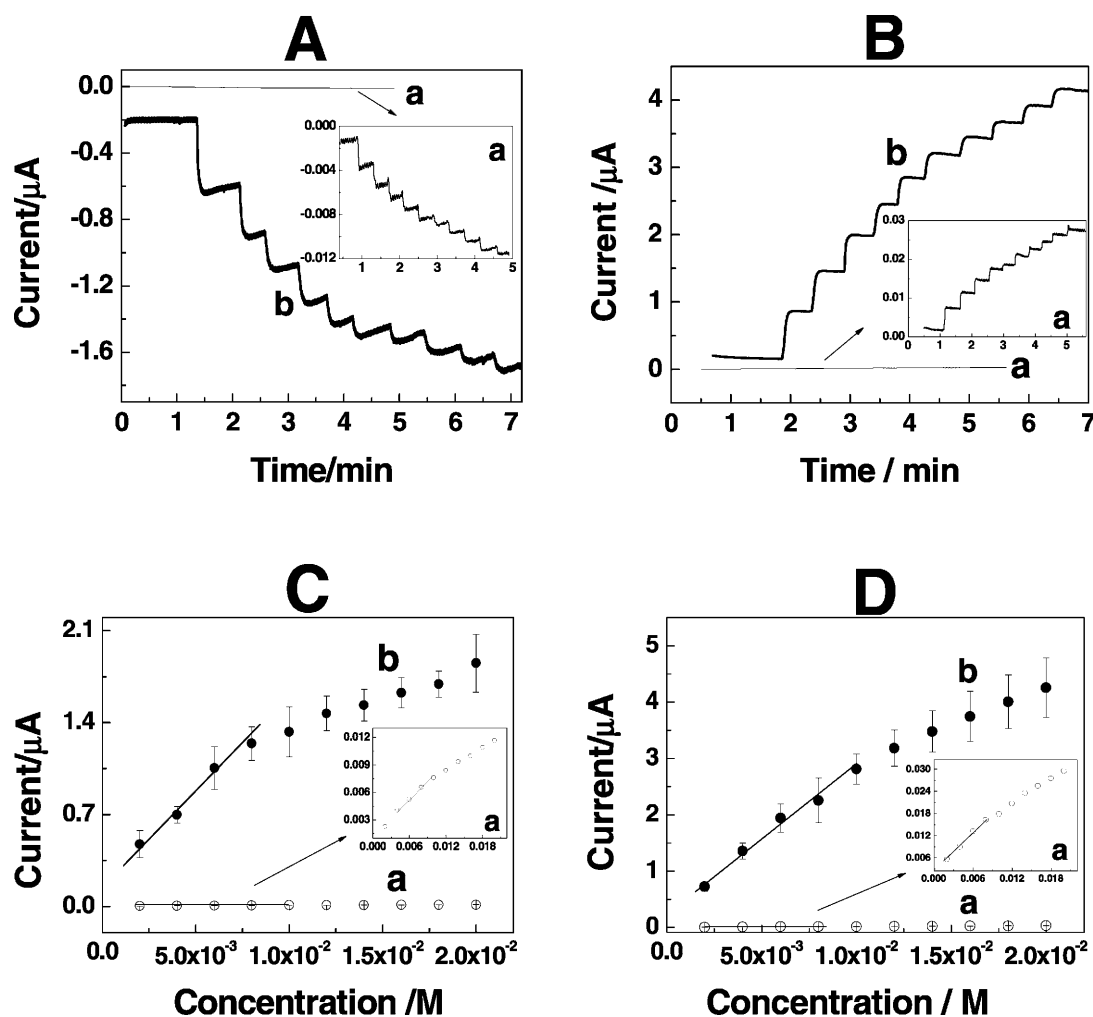 A
B
0.0
-0.4
-0.8
-1.2
-1.6
Current/μA
a
b
0.000
-0.004
-0.008
-0.012
a
1 2 3 4 5
0 1 2 3 4 5 6 7
Time/min
4
3
2
1
0
Current /μA
b
a
0.03
0.02
0.01
0.00
a
0 1 2 3 4 5
0 1 2 3 4 5 6 7
Time / min
C
D
2.1
1.4
0.7
0.0
Current/μA
b
a
0.012
0.009
0.006
0.003
a
0.000 0.006 0.012 0.018
0.0 5.0x10-3 1.0x10-2 1.5x10-2 2.0x10-2
Concentration /M
5
4
3
2
1
0
Current/μA
b
a
0.030
0.024
0.018
0.012
0.006
a
0.000 0.006 0.012 0.018
0.0 5.0x10-3 1.0x10-2 1.5x10-2 2.0x10-2
Concentration / M